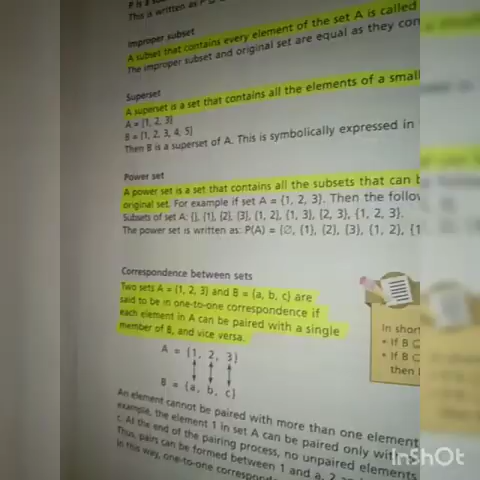 This is written as P
Improper subset
A subset that contains every element of the set A is called
The improper subset and original set are equal as they con
Superset
A superset is a set that contains all the elements of a small
A = {1, 2, 3}
B = {1, 2, 3, 4, 5}
Then B is a superset of A. This is symbolically expressed in
Power set
A power set is a set that contains all the subsets that can b
original set. For example if set A = {1, 2, 3}. Then the follow
Subsets of set A: {}, {1}, {2}, {3}, {1, 2}, {1, 3}, {2, 3}, {1, 2, 3}.
The power set is written as: P(A) = {∅, {1}, {2}, {3}, {1, 2}, {1
Correspondence between sets
Two sets A = {1, 2, 3} and B = {a, b, c} are
said to be in one-to-one correspondence if
each element in A can be paired with a single
member of B, and vice versa.
A = {1, 2, 3}
B = {a, b, c}
In shor
• If B ⊆
• If B ⊂
then
An element cannot be paired with more than one element
example, the element 1 in set A can be paired only with
c. At the end of the pairing process, no unpaired elements
Thus, pairs can be formed between 1 and a, 2
In this way, one-to-one correspon
InShOt